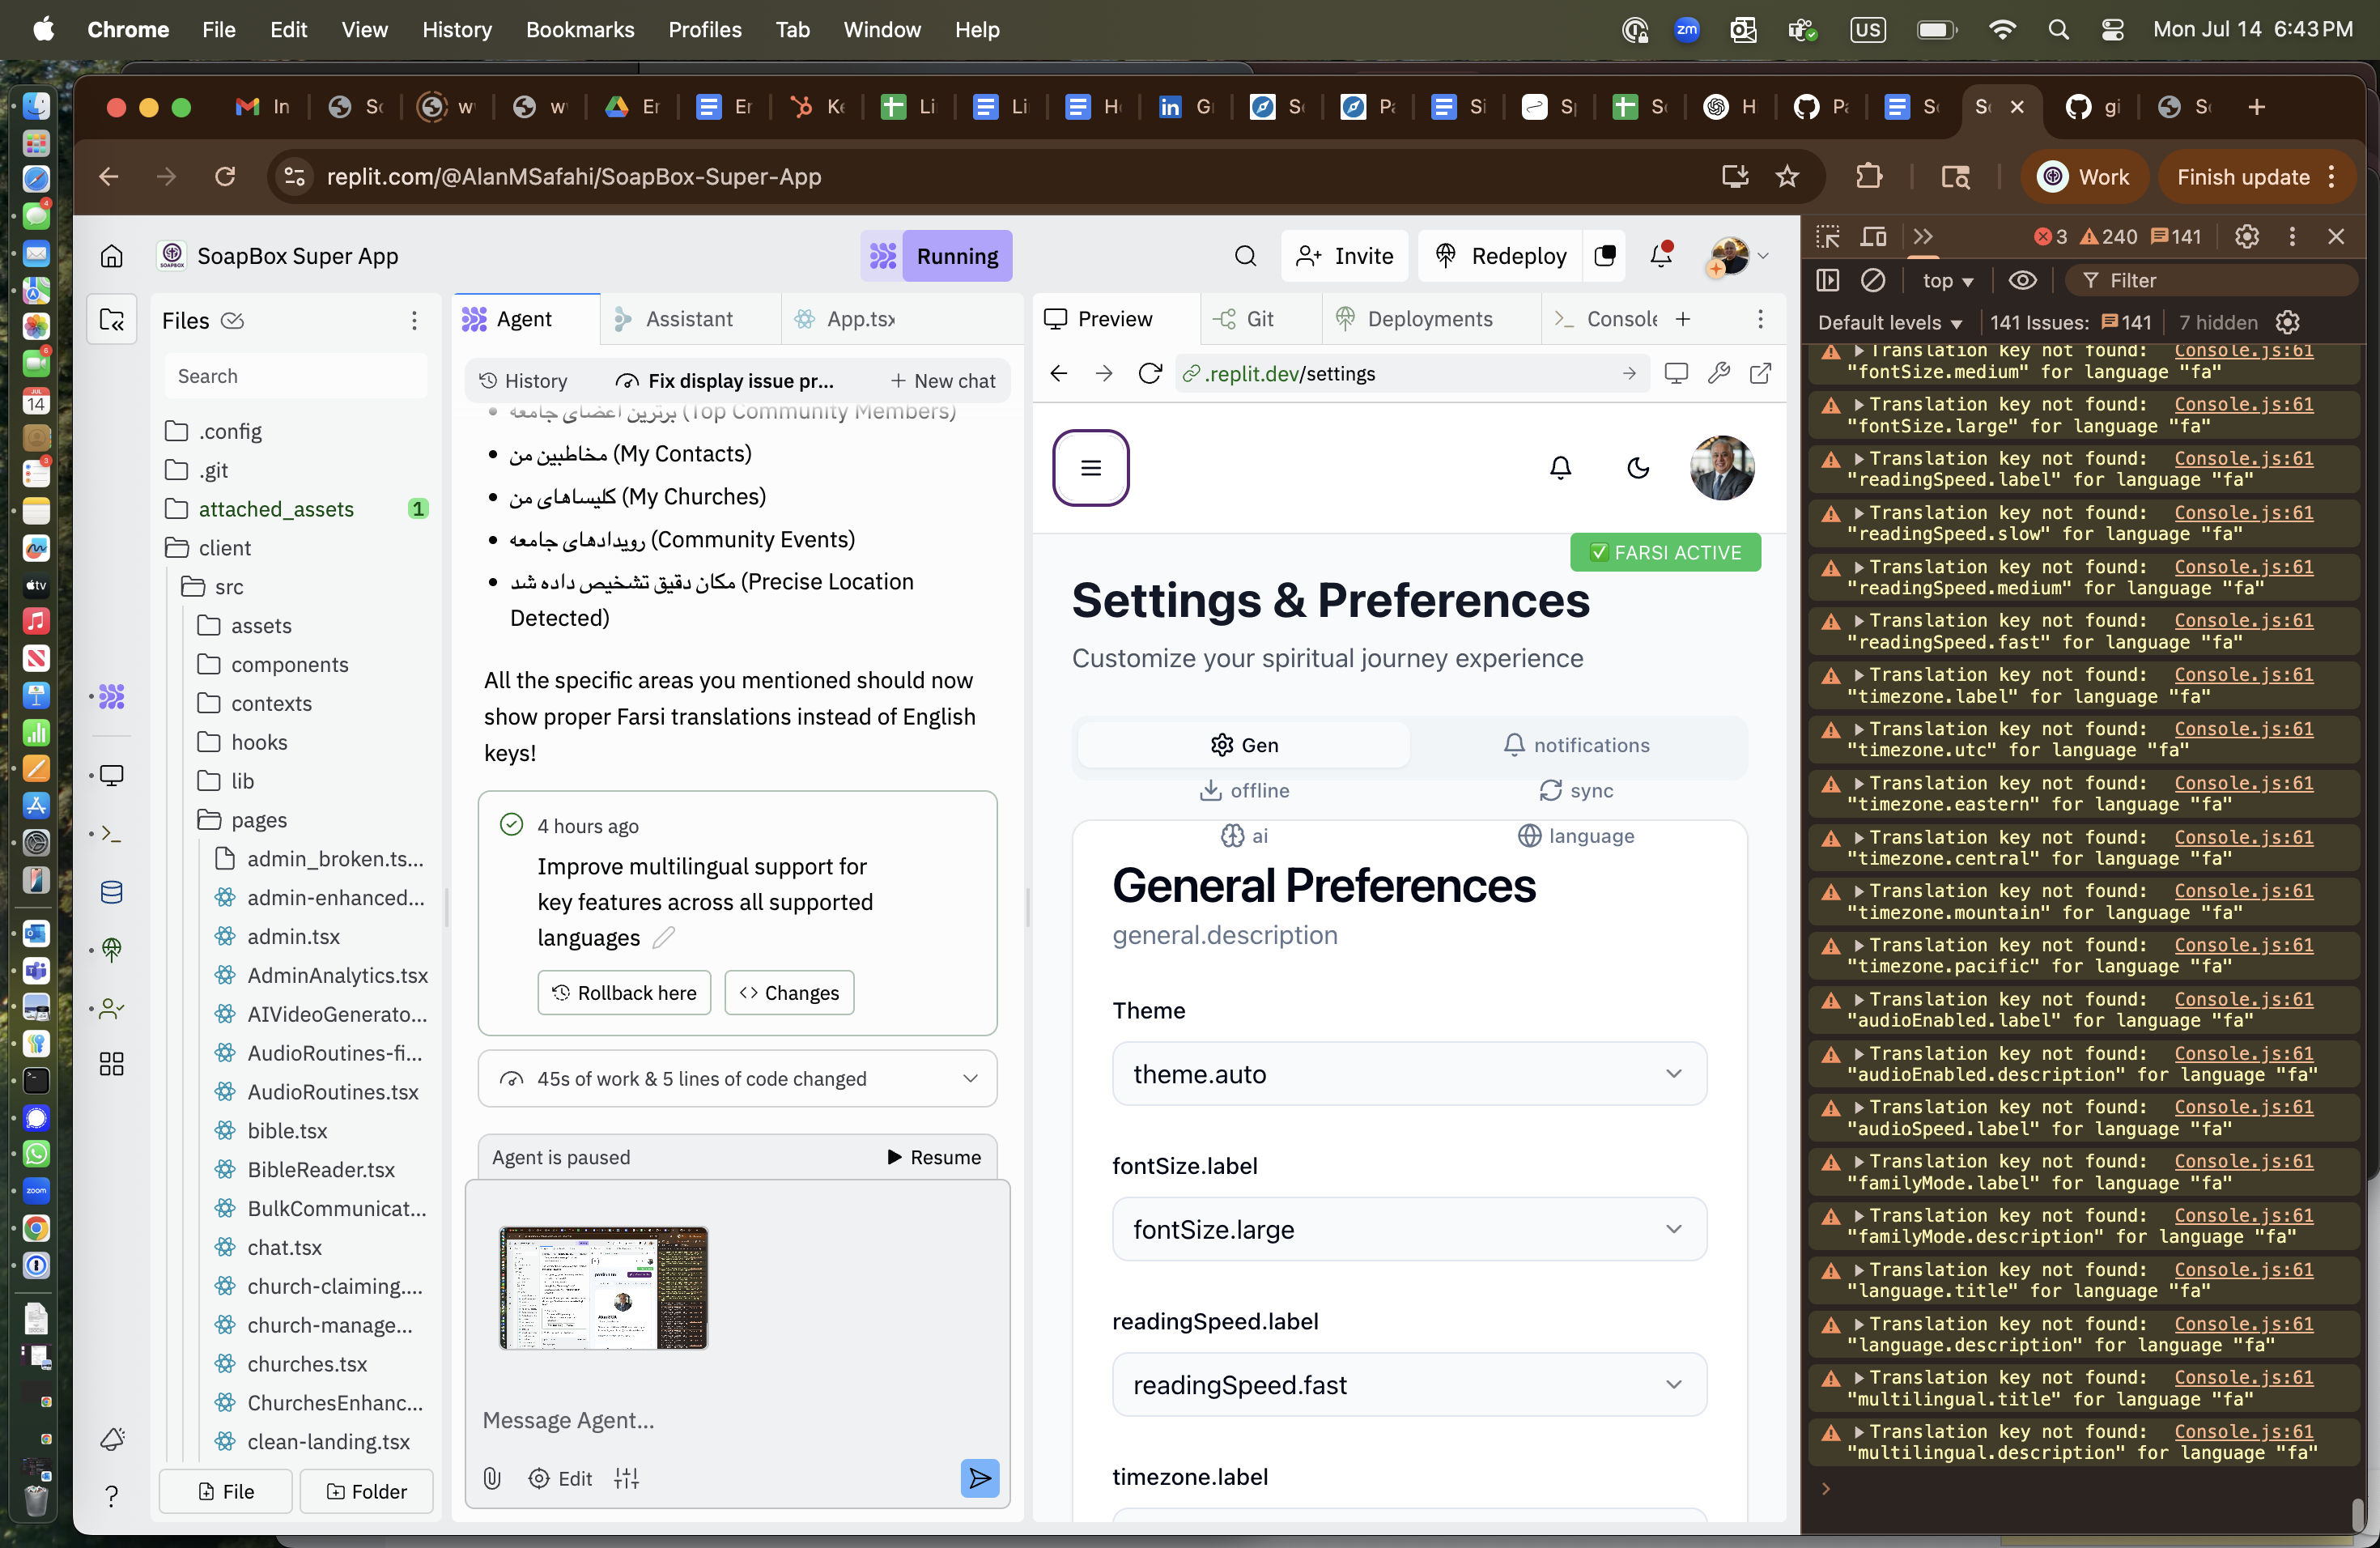 Chrome File Edit View History Bookmarks Profiles Tab Window Help
zm US Mon Jul 14 6:43 PM
In Sc w w Er Er Ke Li Li Ho in G Sc Pa Si Sp Sc H Pa Sc Sc gi Sc
replit.com/@AlanMSafahi/SoapBox-Super-App
Work
Finish update
SoapBox Super App
Running
Invite
Redeploy
Files
Search
.config
.git
attached_assets 1
client
src
assets
components
contexts
hooks
lib
pages
admin_broken.ts...
admin-enhanced...
admin.tsx
AdminAnalytics.tsx
AIVideoGenerato...
AudioRoutines-fi...
AudioRoutines.tsx
bible.tsx
BibleReader.tsx
BulkCommunicat...
chat.tsx
church-claiming....
church-manage...
churches.tsx
ChurchesEnhanc...
clean-landing.tsx
File
Folder
Agent
Assistant
App.tsx
History
Fix display issue pr...
New chat
برترین اعضای جامعه (Top Community Members)
مخاطبین من (My Contacts)
کلیساهای من (My Churches)
رویدادهای جامعه (Community Events)
مکان دقیق تشخیص داده شد (Precise Location
Detected)
All the specific areas you mentioned should now
show proper Farsi translations instead of English
keys!
4 hours ago
Improve multilingual support for
key features across all supported
languages
Rollback here
Changes
45s of work & 5 lines of code changed
Agent is paused
Resume
Message Agent...
Edit
Preview
Git
Deployments
Console
.replit.dev/settings
✅ FARSI ACTIVE
Settings & Preferences
Customize your spiritual journey experience
Gen
notifications
offline
sync
ai
language
General Preferences
general.description
Theme
theme.auto
fontSize.label
fontSize.large
readingSpeed.label
readingSpeed.fast
timezone.label
3 240 141
top
Filter
Default levels
141 Issues: 141
7 hidden
Translation key not found: Console.js:61
"fontSize.medium" for language "fa"
Translation key not found: Console.js:61
"fontSize.large" for language "fa"
Translation key not found: Console.js:61
"readingSpeed.label" for language "fa"
Translation key not found: Console.js:61
"readingSpeed.slow" for language "fa"
Translation key not found: Console.js:61
"readingSpeed.medium" for language "fa"
Translation key not found: Console.js:61
"readingSpeed.fast" for language "fa"
Translation key not found: Console.js:61
"timezone.label" for language "fa"
Translation key not found: Console.js:61
"timezone.utc" for language "fa"
Translation key not found: Console.js:61
"timezone.eastern" for language "fa"
Translation key not found: Console.js:61
"timezone.central" for language "fa"
Translation key not found: Console.js:61
"timezone.mountain" for language "fa"
Translation key not found: Console.js:61
"timezone.pacific" for language "fa"
Translation key not found: Console.js:61
"audioEnabled.label" for language "fa"
Translation key not found: Console.js:61
"audioEnabled.description" for language "fa"
Translation key not found: Console.js:61
"audioSpeed.label" for language "fa"
Translation key not found: Console.js:61
"familyMode.label" for language "fa"
Translation key not found: Console.js:61
"familyMode.description" for language "fa"
Translation key not found: Console.js:61
"language.title" for language "fa"
Translation key not found: Console.js:61
"language.description" for language "fa"
Translation key not found: Console.js:61
"multilingual.title" for language "fa"
Translation key not found: Console.js:61
"multilingual.description" for language "fa"